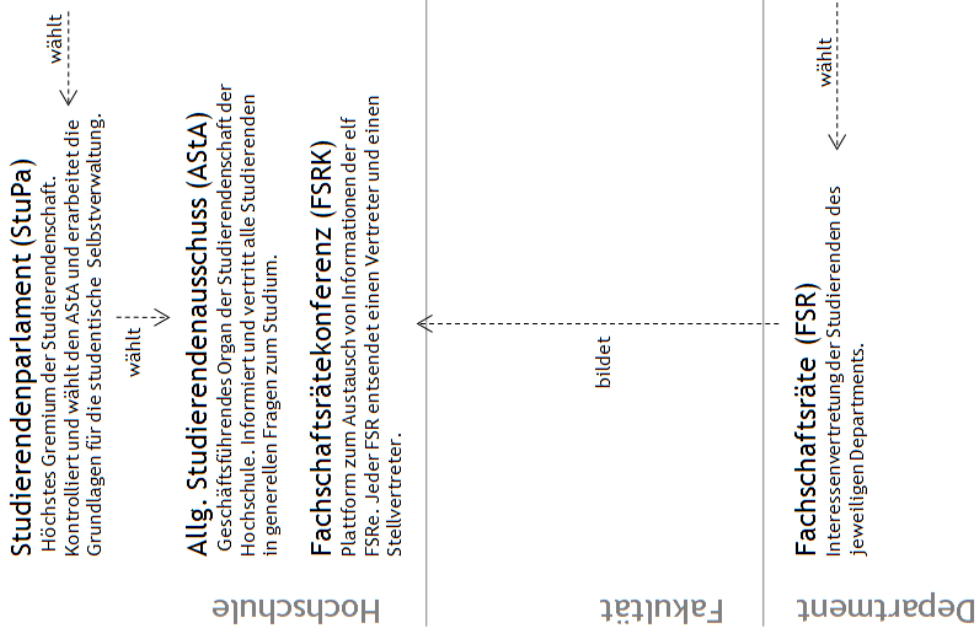 Studierendenparlament (StuPa)
Höchstes Gremium der Studierendenschaft.
Kontrolliert und wählt den AStA und erarbeitet die
Grundlagen für die studentische Selbstverwaltung.
wählt
wählt
Allg. Studierendenausschuss (AStA)
Geschäftsführendes Organ der Studierendenschaft der
Hochschule. Informiert und vertritt alle Studierenden
in generellen Fragen zum Studium.
Fachschaftsrätekonferenz (FSRK)
Plattform zum Austausch von Informationen der elf
FSRe. Jeder FSR entsendet einen Vertreter und einen
Stellvertreter.
Hochschule
bildet
Fakultät
Fachschaftsräte (FSR)
Interessenvertretung der Studierenden des
jeweiligen Departments.
wählt
Department